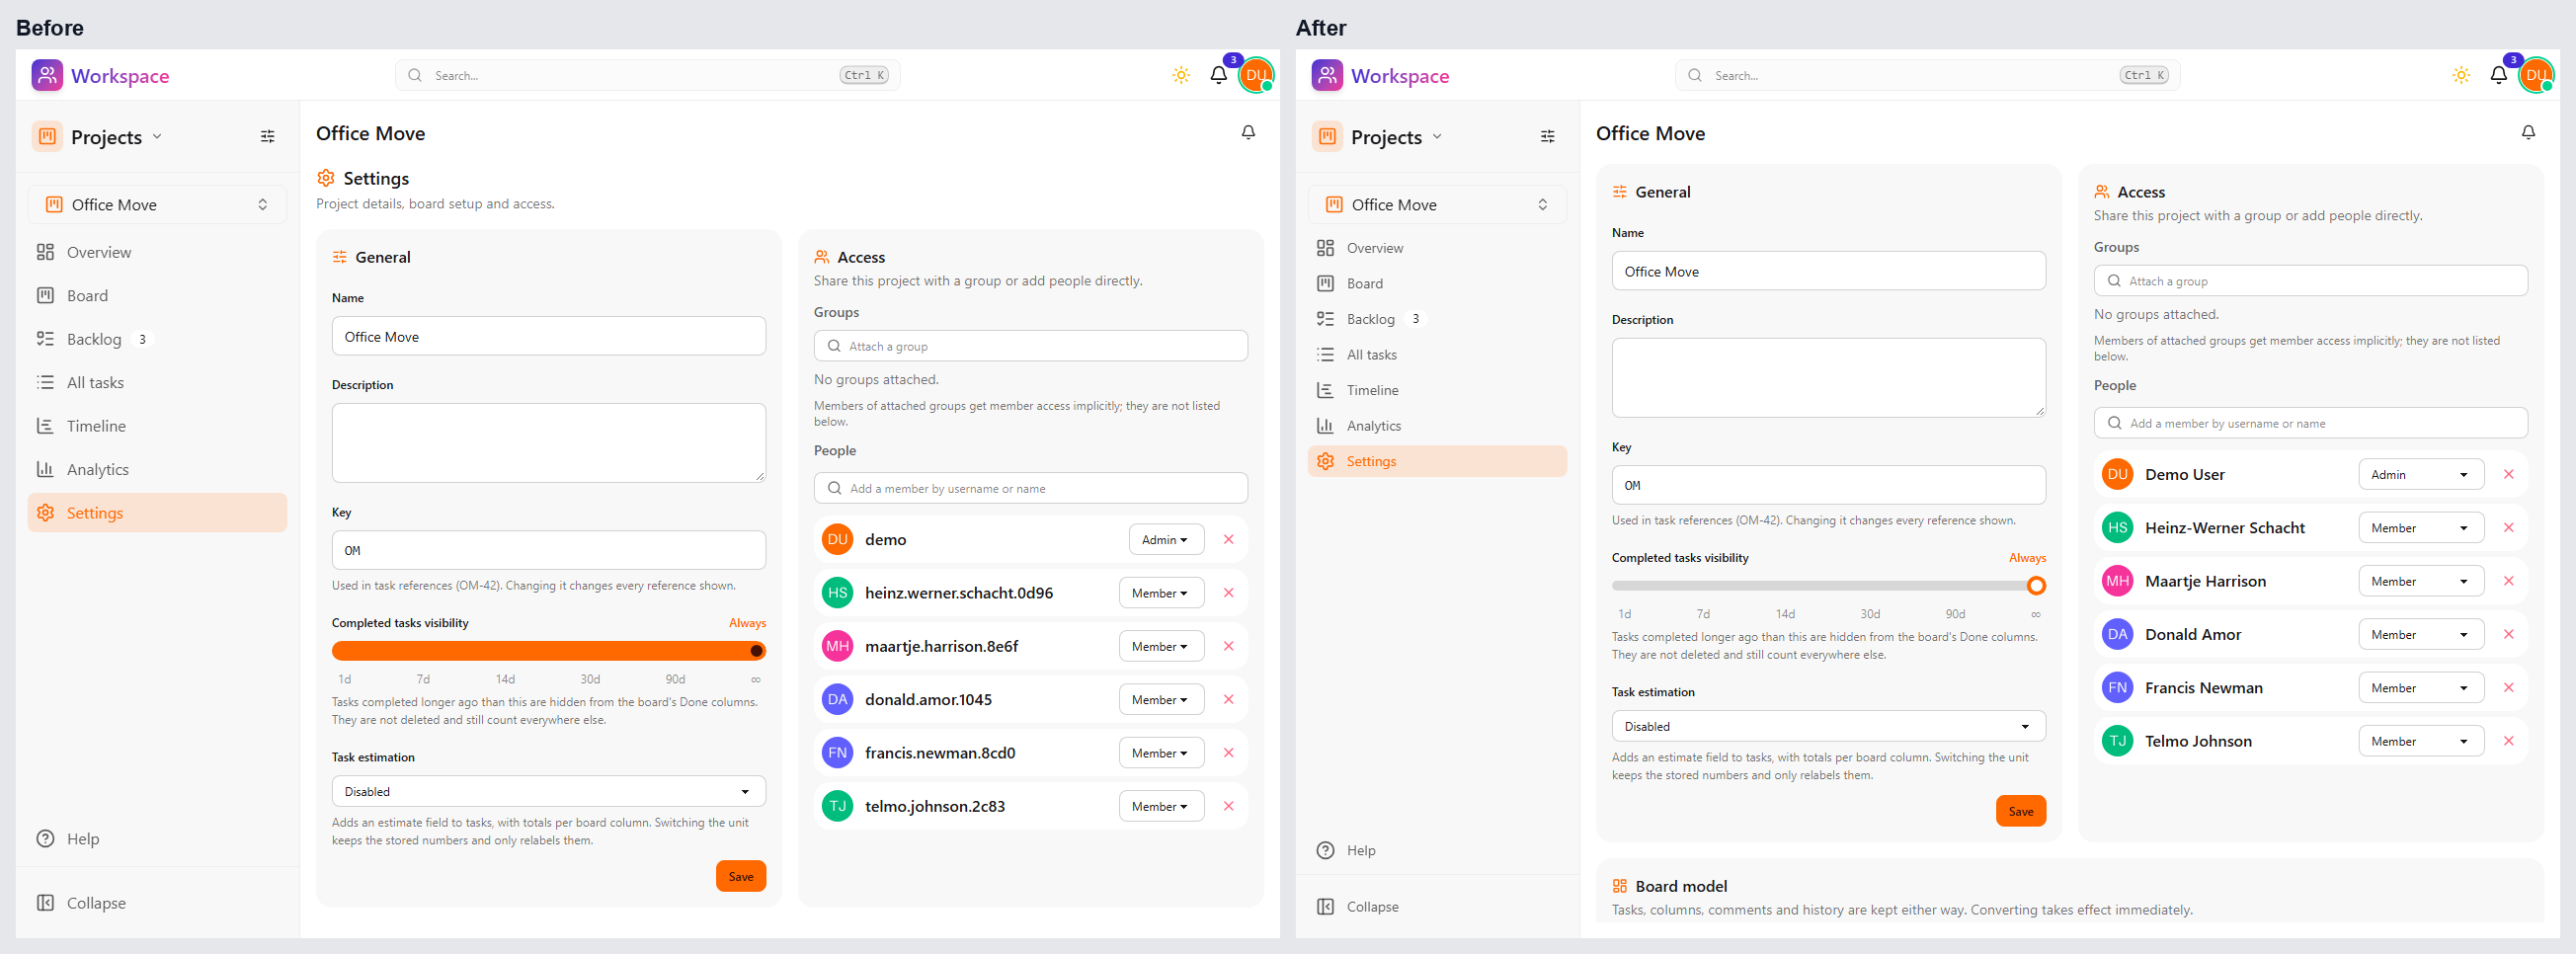 Before
Workspace
Search...
Ctrl K
3
DU
Projects
Office Move
Overview
Board
Backlog 3
All tasks
Timeline
Analytics
Settings
Help
Collapse
Office Move
Settings
Project details, board setup and access.
General
Name
Office Move
Description
Key
OM
Used in task references (OM-42). Changing it changes every reference shown.
Completed tasks visibility Always
1d 7d 14d 30d 90d ∞
Tasks completed longer ago than this are hidden from the board's Done columns.
They are not deleted and still count everywhere else.
Task estimation
Disabled
Adds an estimate field to tasks, with totals per board column. Switching the unit
keeps the stored numbers and only relabels them.
Save
Access
Share this project with a group or add people directly.
Groups
Attach a group
No groups attached.
Members of attached groups get member access implicitly; they are not listed
below.
People
Add a member by username or name
DU demo Admin
HS heinz.werner.schacht.0d96 Member
MH maartje.harrison.8e6f Member
DA donald.amor.1045 Member
FN francis.newman.8cd0 Member
TJ telmo.johnson.2c83 Member
After
Workspace
Search...
Ctrl K
3
DU
Projects
Office Move
Overview
Board
Backlog 3
All tasks
Timeline
Analytics
Settings
Help
Collapse
Office Move
General
Name
Office Move
Description
Key
OM
Used in task references (OM-42). Changing it changes every reference shown.
Completed tasks visibility Always
1d 7d 14d 30d 90d ∞
Tasks completed longer ago than this are hidden from the board's Done columns.
They are not deleted and still count everywhere else.
Task estimation
Disabled
Adds an estimate field to tasks, with totals per board column. Switching the unit
keeps the stored numbers and only relabels them.
Save
Access
Share this project with a group or add people directly.
Groups
Attach a group
No groups attached.
Members of attached groups get member access implicitly; they are not listed
below.
People
Add a member by username or name
DU Demo User Admin
HS Heinz-Werner Schacht Member
MH Maartje Harrison Member
DA Donald Amor Member
FN Francis Newman Member
TJ Telmo Johnson Member
Board model
Tasks, columns, comments and history are kept either way. Converting takes effect immediately.